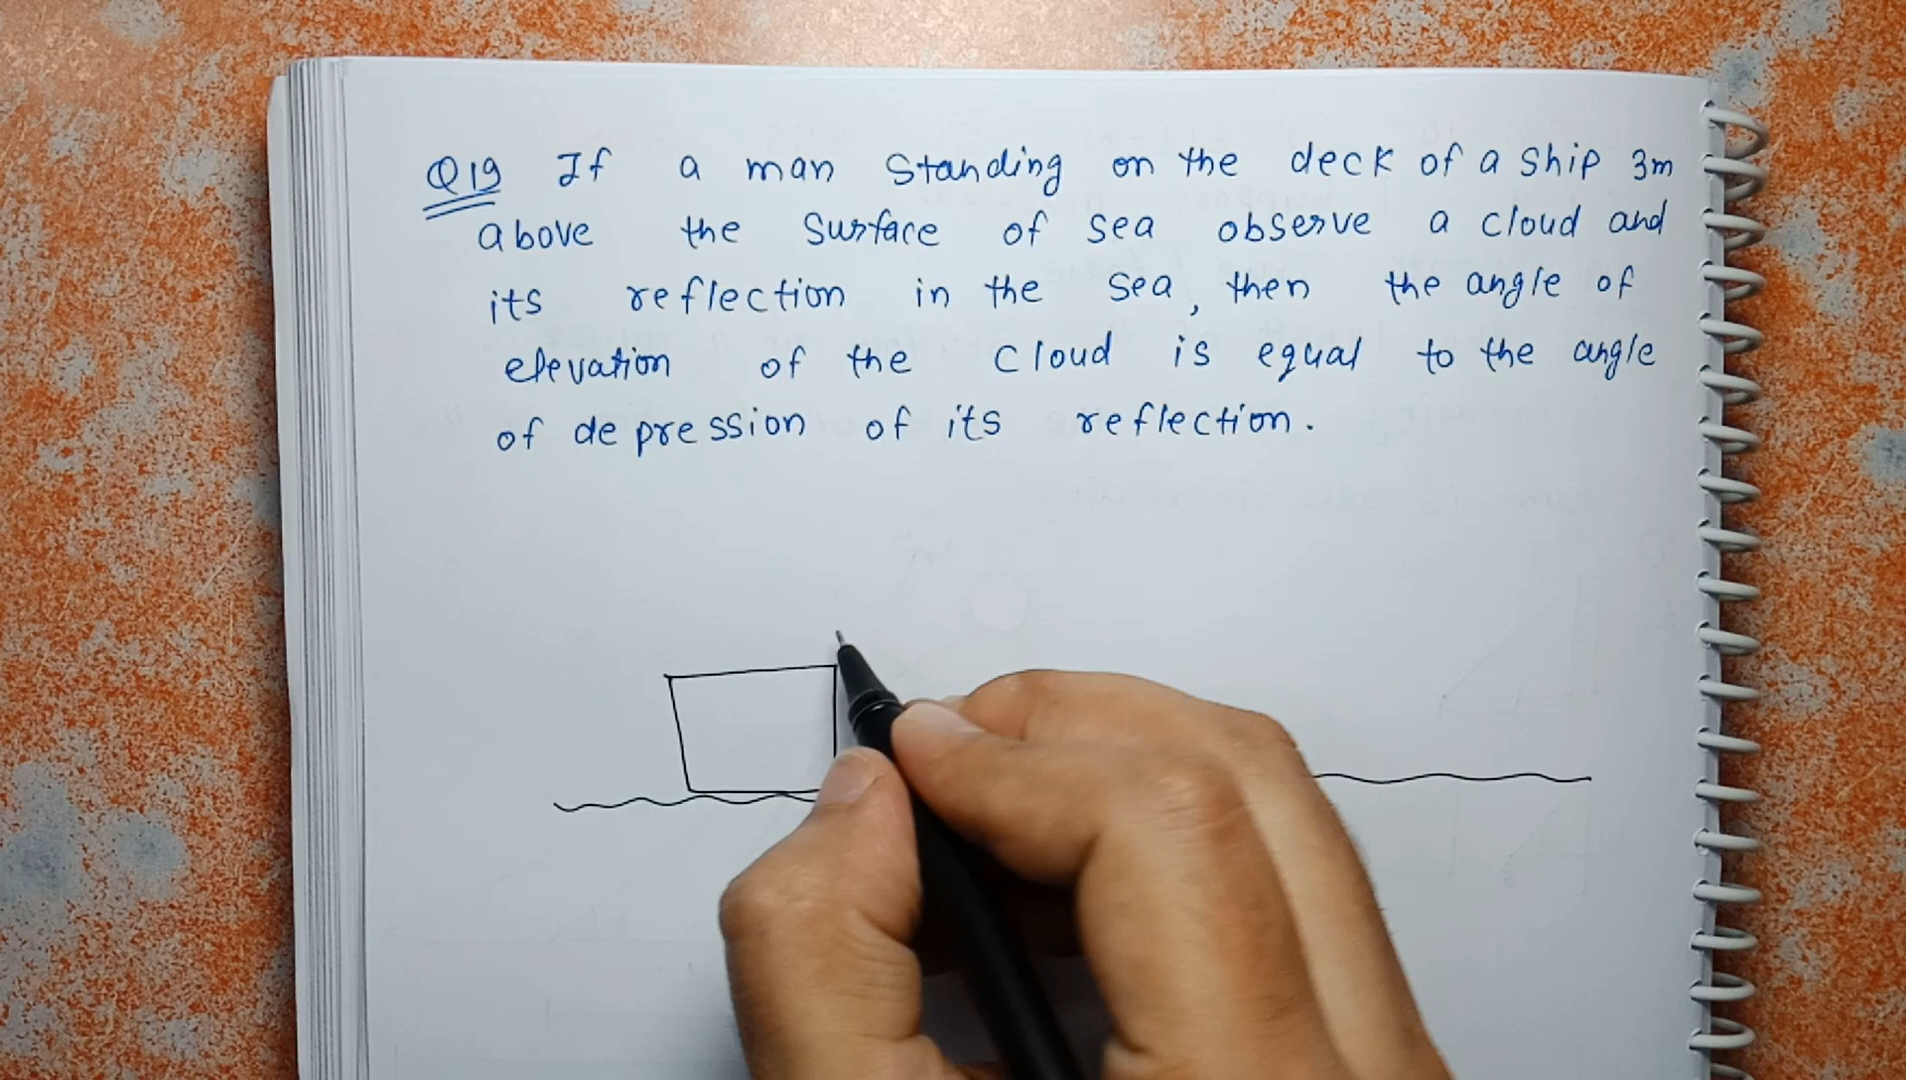 Q19 If a man standing on the deck of a ship 3m
above the surface of sea observe a cloud and
its reflection in the sea, then the angle of
elevation of the cloud is equal to the angle
of depression of its reflection.